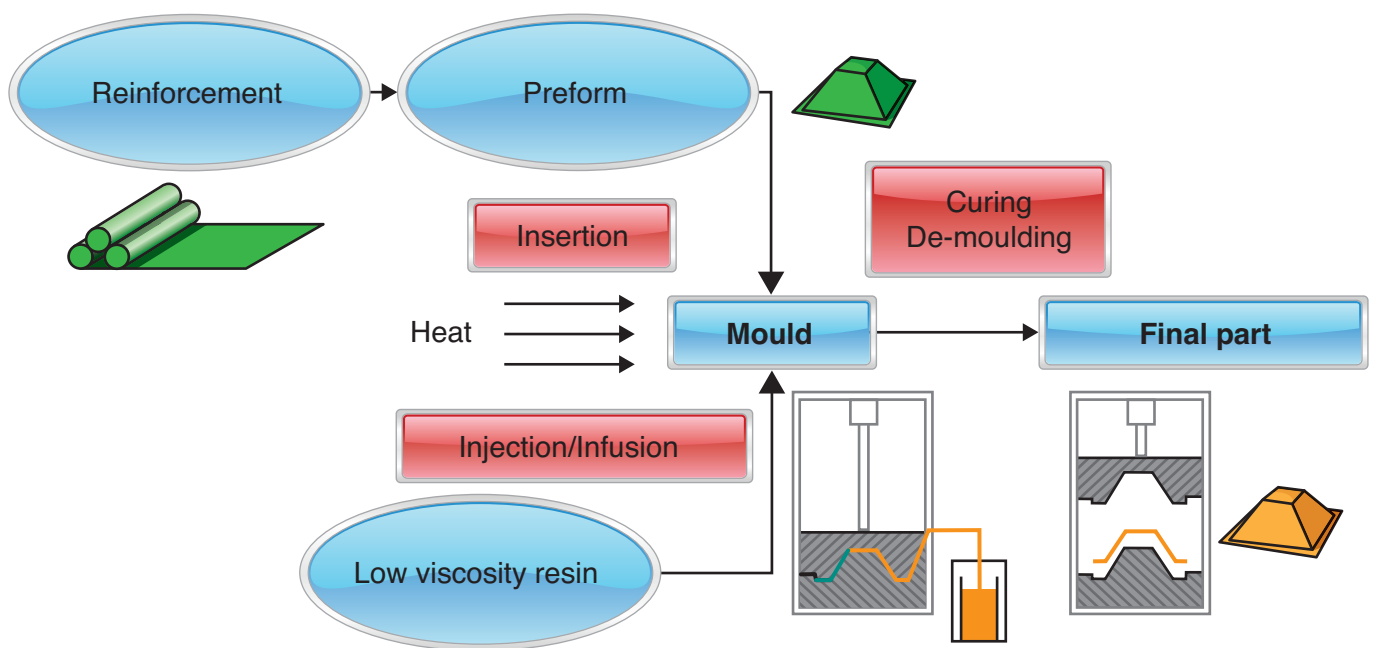 Reinforcement
Preform
Curing
De-moulding
Insertion
Heat
Mould
Final part
Injection/Infusion
Low viscosity resin